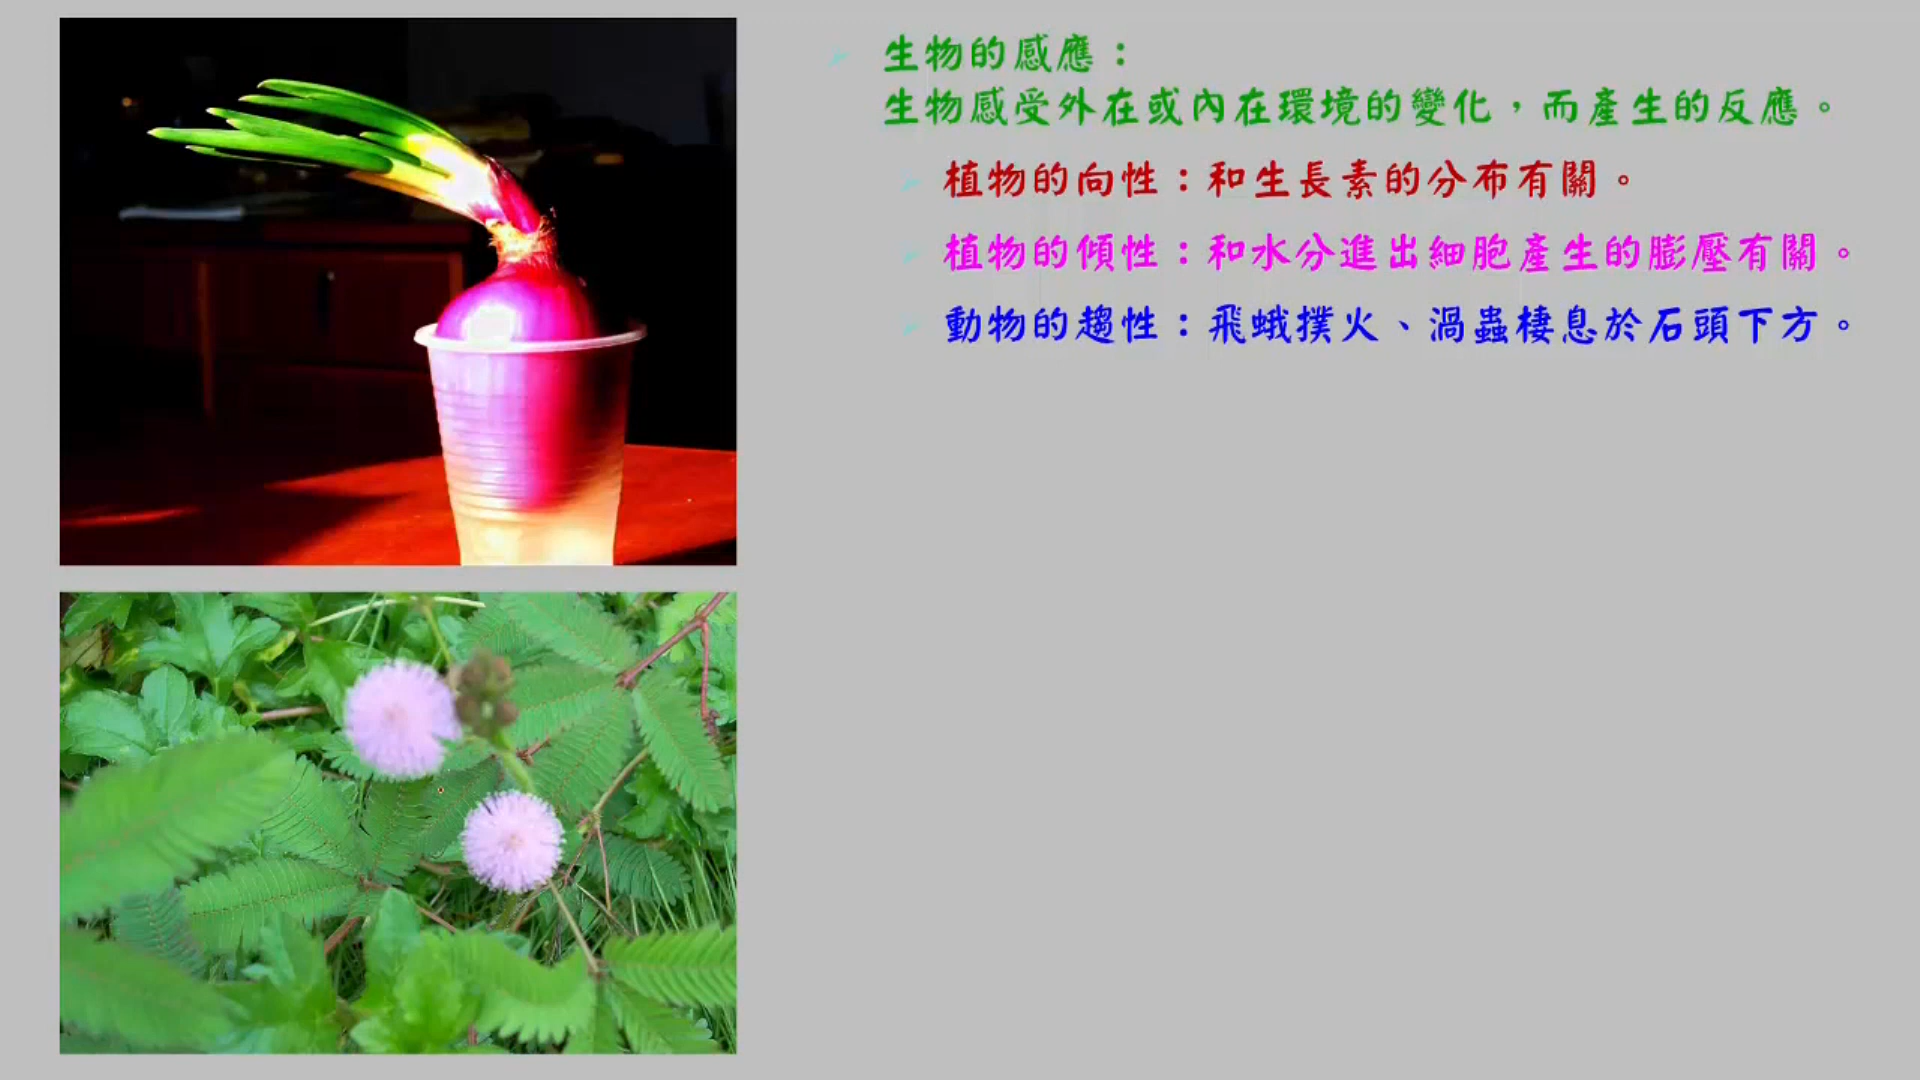 生物的感應：
生物感受外在或內在環境的變化，而產生的反應。
植物的向性：和生長素的分布有關。
植物的傾性：和水分進出細胞產生的膨壓有關。
動物的趨性：飛蛾撲火、渦蟲棲息於石頭下方。